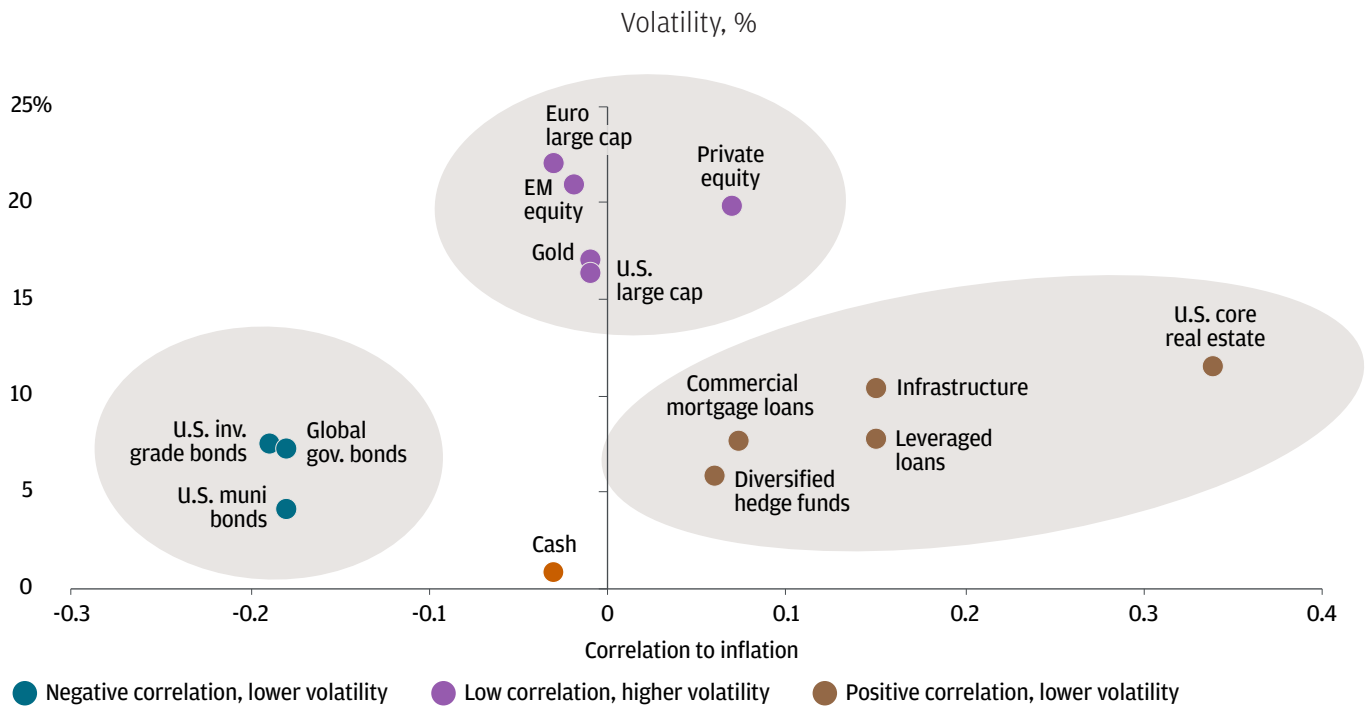 Volatility, %
25%
Euro
large cap
Private
equity
20
EM
equity
Gold
U.S.
large cap
15
U.S. core
real estate
10
Commercial
mortgage loans
Infrastructure
U.S. inv.
grade bonds
Global
gov. bonds
Leveraged
loans
5
U.S. muni
bonds
Diversified
hedge funds
Cash
0
-0.3
-0.2
-0.1
0
0.1
0.2
0.3
0.4
Correlation to inflation
Negative correlation, lower volatility
Low correlation, higher volatility
Positive correlation, lower volatility